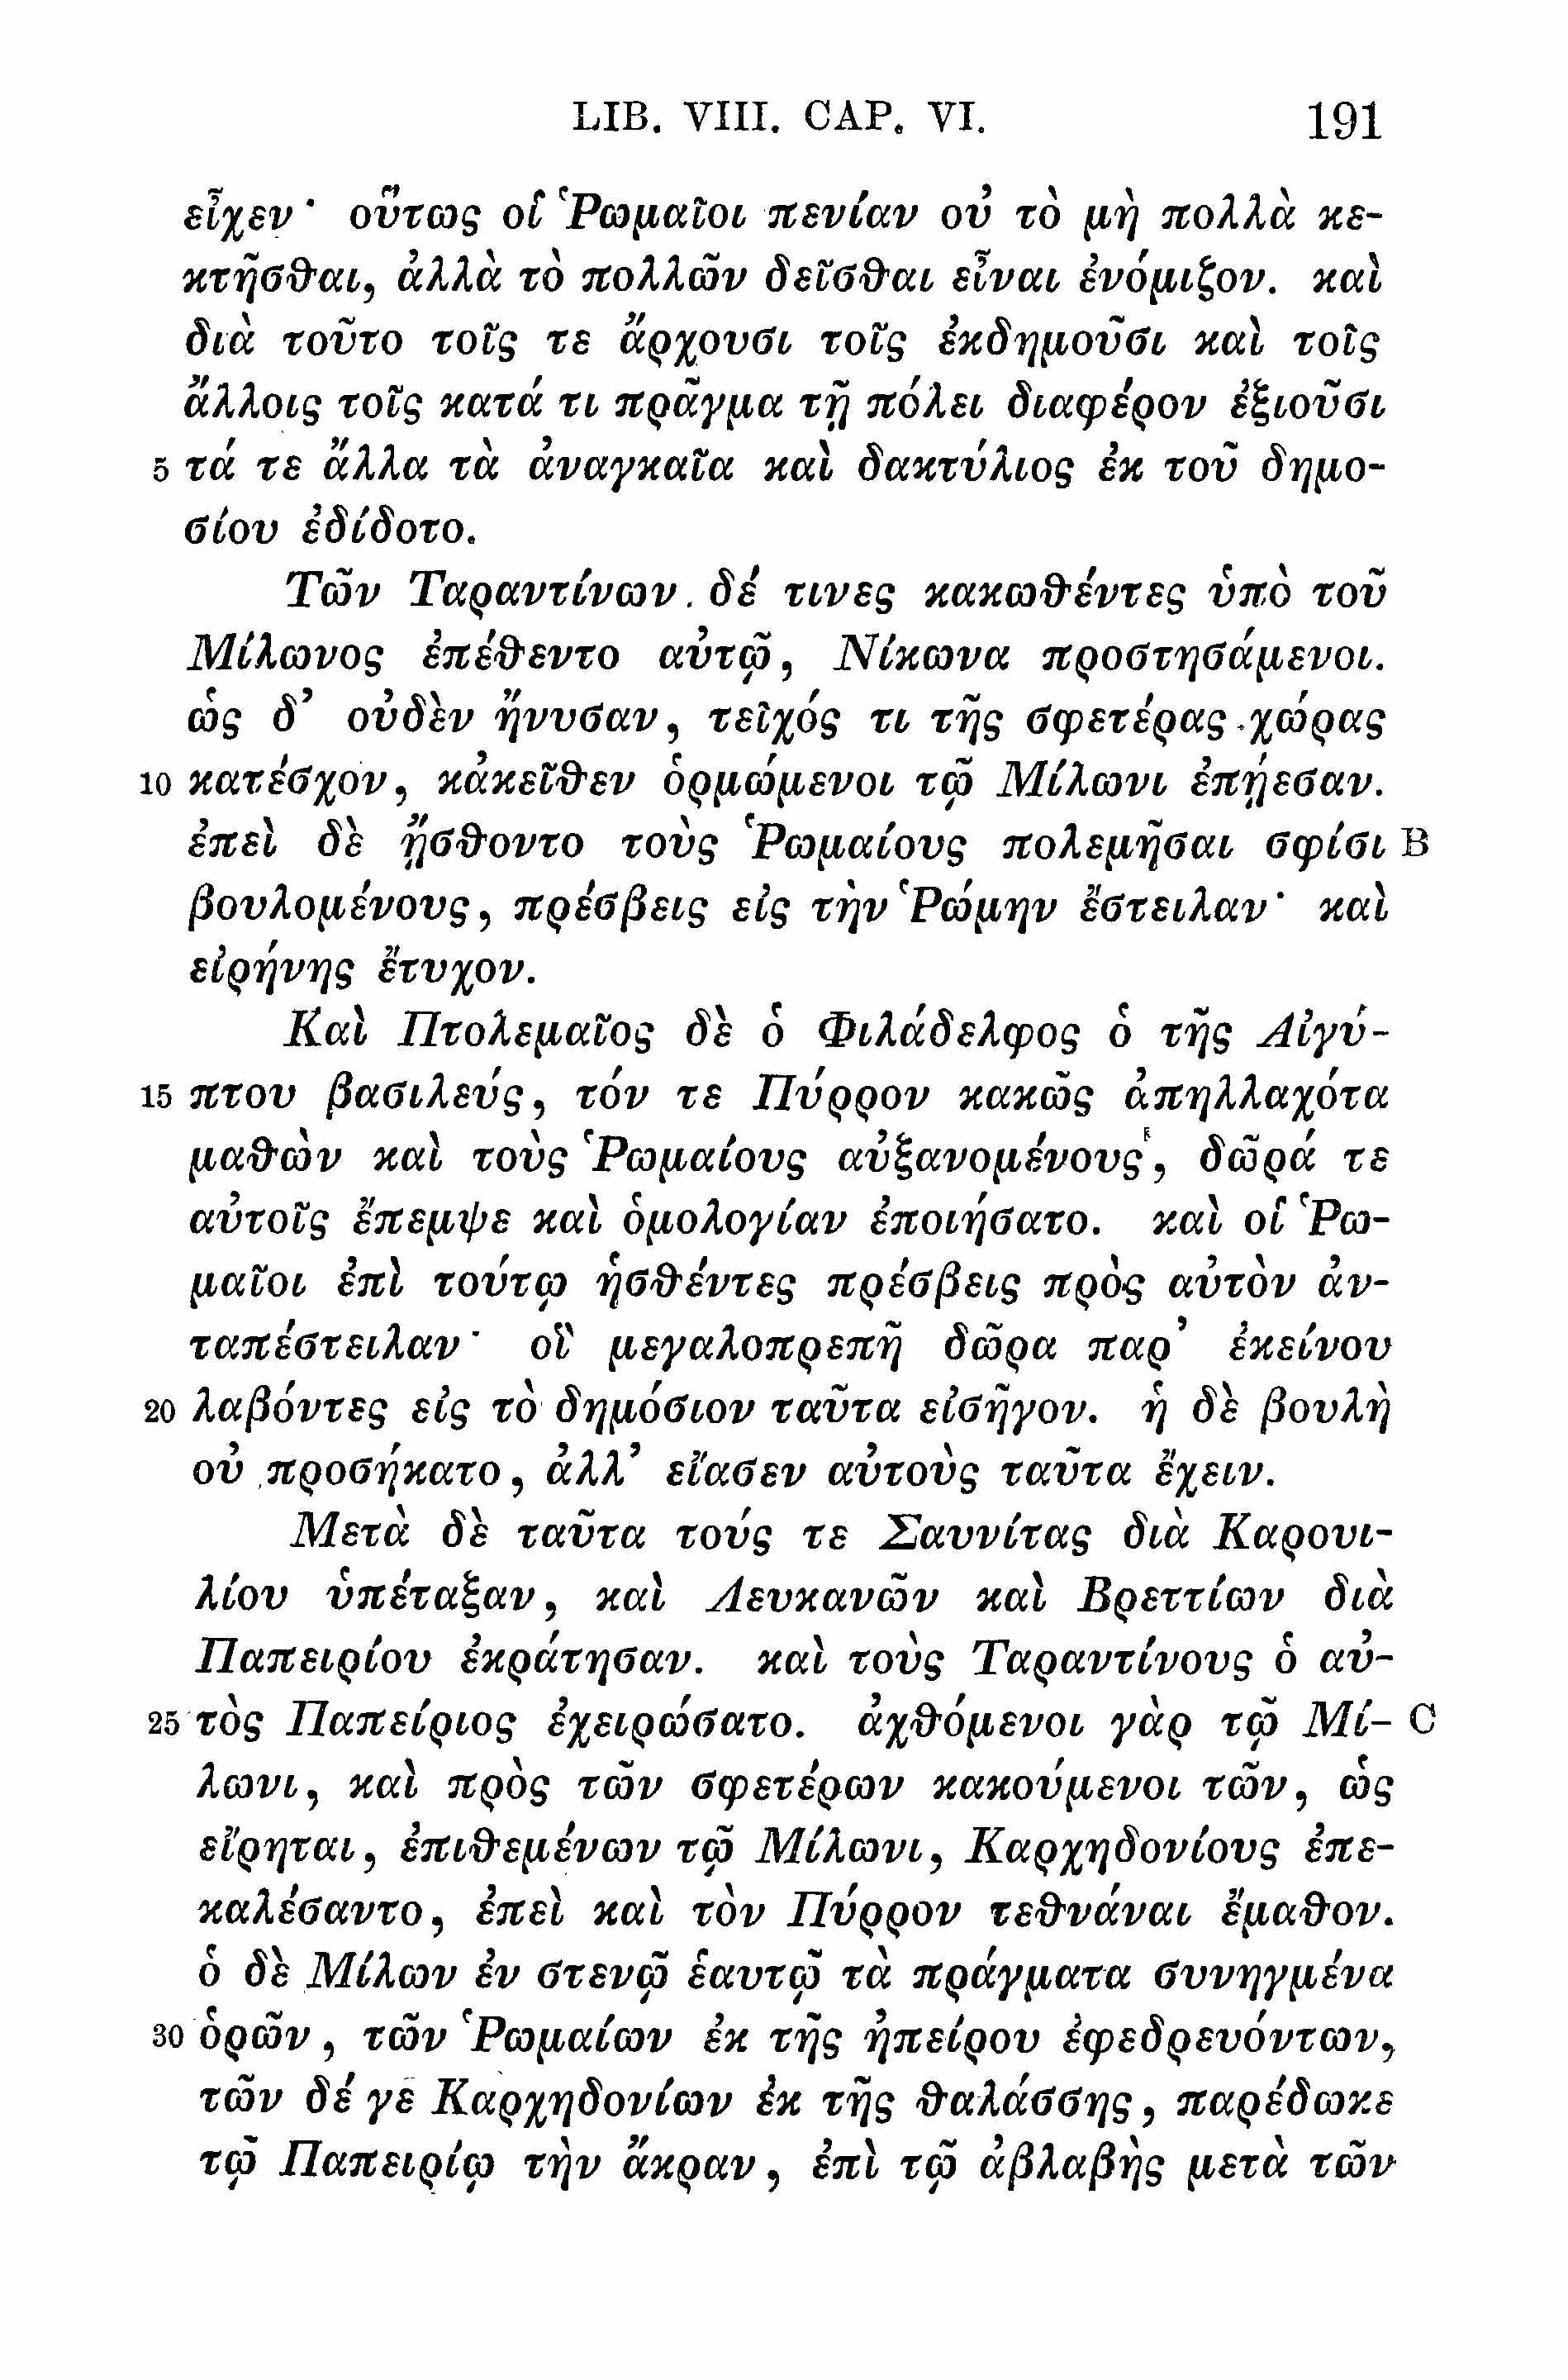 LIB. VIII. CAP. VI. 191
εἶχεν· οὕτως οἱ Ῥωμαῖοι πενίαν οὐ τὸ μὴ πολλὰ κε-
κτῆσθαι, ἀλλὰ τὸ πολλῶν δεῖσθαι εἶναι ἐνόμιζον. καὶ
διὰ τοῦτο τοῖς τε ἄρχουσι τοῖς ἐκδημοῦσι καὶ τοῖς
ἄλλοις τοῖς κατά τι πρᾶγμα τῇ πόλει διαφέρον ἐξιοῦσι
5 τά τε ἄλλα τὰ ἀναγκαῖα καὶ δακτύλιος ἐκ τοῦ δημο-
σίου ἐδίδοτο.
Τῶν Ταραντίνων δέ τινες κακωθέντες ὑπὸ τοῦ
Μίλωνος ἐπέθεντο αὐτῷ, Νίκωνα προστησάμενοι.
ὡς δ’ οὐδὲν ἤνυσαν, τεῖχός τι τῆς σφετέρας χώρας
10 κατέσχον, κἀκεῖθεν ὁρμώμενοι τῷ Μίλωνι ἐπῄεσαν.
ἐπεὶ δὲ ᾔσθοντο τοὺς Ῥωμαίους πολεμῆσαι σφίσι B
βουλομένους, πρέσβεις εἰς τὴν Ῥώμην ἔστειλαν· καὶ
εἰρήνης ἔτυχον.
Καὶ Πτολεμαῖος δὲ ὁ Φιλάδελφος ὁ τῆς Αἰγύ-
15 πτου βασιλεύς, τόν τε Πύρρον κακῶς ἀπηλλαχότα
μαθὼν καὶ τοὺς Ῥωμαίους αὐξανομένους, δῶρά τε
αὐτοῖς ἔπεμψε καὶ ὁμολογίαν ἐποιήσατο. καὶ οἱ Ῥω-
μαῖοι ἐπὶ τούτῳ ἡσθέντες πρέσβεις πρὸς αὐτὸν ἀν-
ταπέστειλαν· οἳ μεγαλοπρεπῆ δῶρα παρ’ ἐκείνου
20 λαβόντες εἰς τὸ δημόσιον ταῦτα εἰσῆγον. ἡ δὲ βουλὴ
οὐ προσήκατο, ἀλλ’ εἴασεν αὐτοὺς ταῦτα ἔχειν.
Μετὰ δὲ ταῦτα τούς τε Σαυνίτας διὰ Καρουι-
λίου ὑπέταξαν, καὶ Λευκανῶν καὶ Βρεττίων διὰ
Παπειρίου ἐκράτησαν. καὶ τοὺς Ταραντίνους ὁ αὐ-
25 τὸς Παπείριος ἐχειρώσατο. ἀχθόμενοι γὰρ τῷ Μί- C
λωνι, καὶ πρὸς τῶν σφετέρων κακούμενοι τῶν, ὡς
εἴρηται, ἐπιθεμένων τῷ Μίλωνι, Καρχηδονίους ἐπε-
καλέσαντο, ἐπεὶ καὶ τὸν Πύρρον τεθνάναι ἔμαθον.
ὁ δὲ Μίλων ἐν στενῷ ἑαυτῷ τὰ πράγματα συνηγμένα
30 ὁρῶν, τῶν Ῥωμαίων ἐκ τῆς ἠπείρου ἐφεδρευόντων,
τῶν δέ γε Καρχηδονίων ἐκ τῆς θαλάσσης, παρέδωκε
τῷ Παπειρίῳ τὴν ἄκραν, ἐπὶ τῷ ἀβλαβὴς μετὰ τῶν